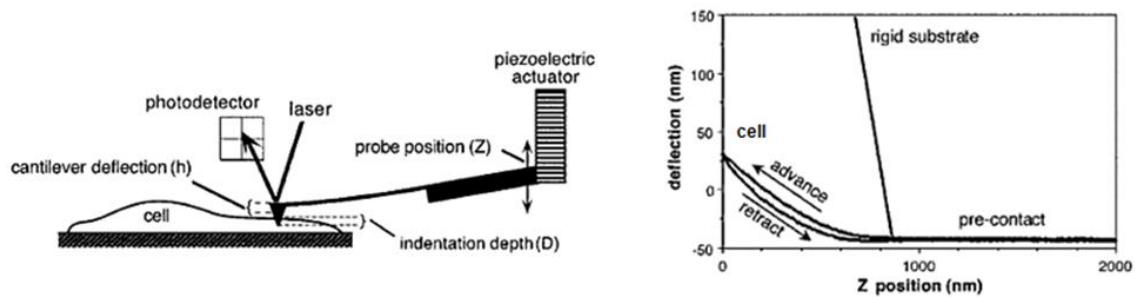 piezoelectric
actuator
photodetector
laser
probe position (Z)
cantilever deflection (h)
cell
indentation depth (D)
150
100
50
0
-50
deflection (nm)
rigid substrate
cell
advance
retract
pre-contact
0
1000
2000
Z position (nm)